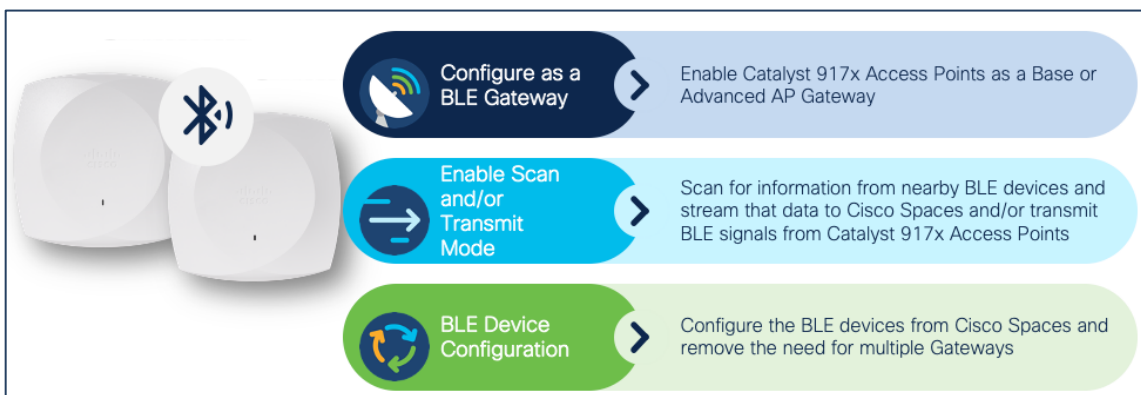 Configure as a
BLE Gateway
Enable Catalyst 917x Access Points as a Base or
Advanced AP Gateway
Enable Scan
and/or
Transmit
Mode
Scan for information from nearby BLE devices and
stream that data to Cisco Spaces and/or transmit
BLE signals from Catalyst 917x Access Points
BLE Device
Configuration
Configure the BLE devices from Cisco Spaces and
remove the need for multiple Gateways